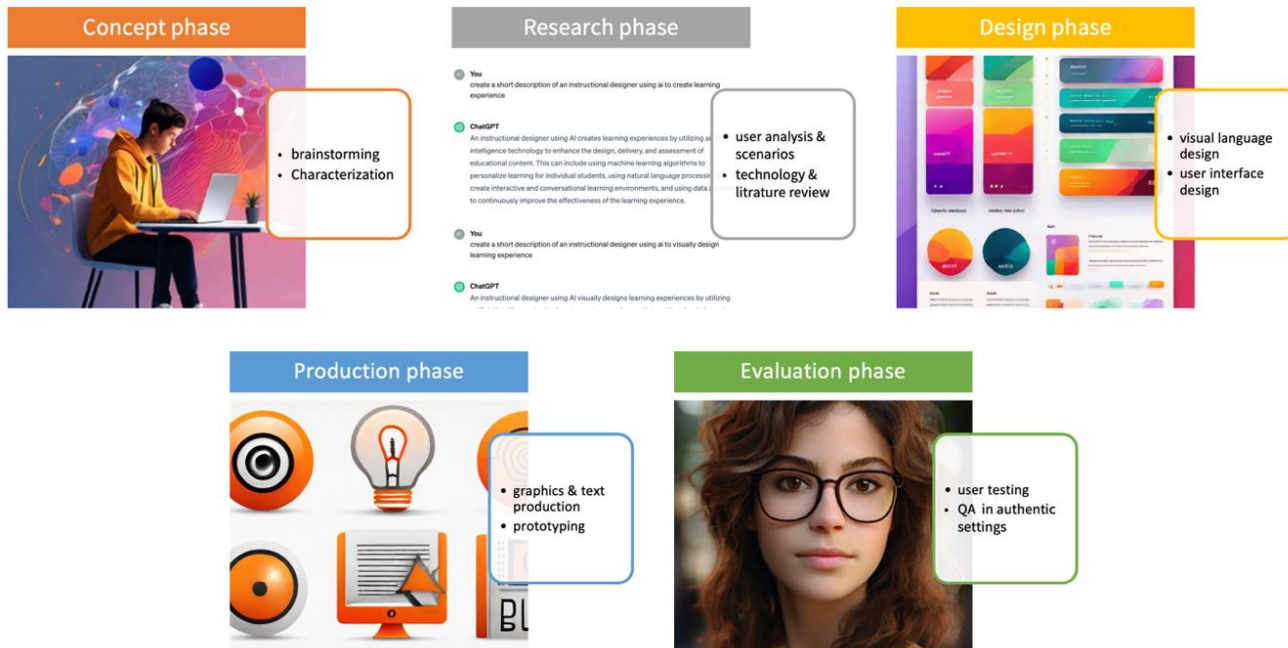 Concept phase
brainstorming
Characterization
Research phase
You
create a short description of an instructional designer using ai to create learning
experience
ChatGPT
An instructional designer using AI creates learning experiences by utilizing
intelligence technology to enhance the design, delivery, and assessment of
educational content. This can include using machine learning algorithms to
personalize learning for individual students, using natural language
create interactive and conversational learning environments, and using data
to continuously improve the effectiveness of the learning experience.
You
create a short description of an instructional designer using ai to visually design
learning experience
ChatGPT
An instructional designer using AI visually designs learning experiences by utilizing
user analysis &
scenarios
technology &
litrature review
Design phase
visual language
design
user interface
design
Production phase
graphics & text
production
prototyping
Evaluation phase
user testing
QA in authentic
settings